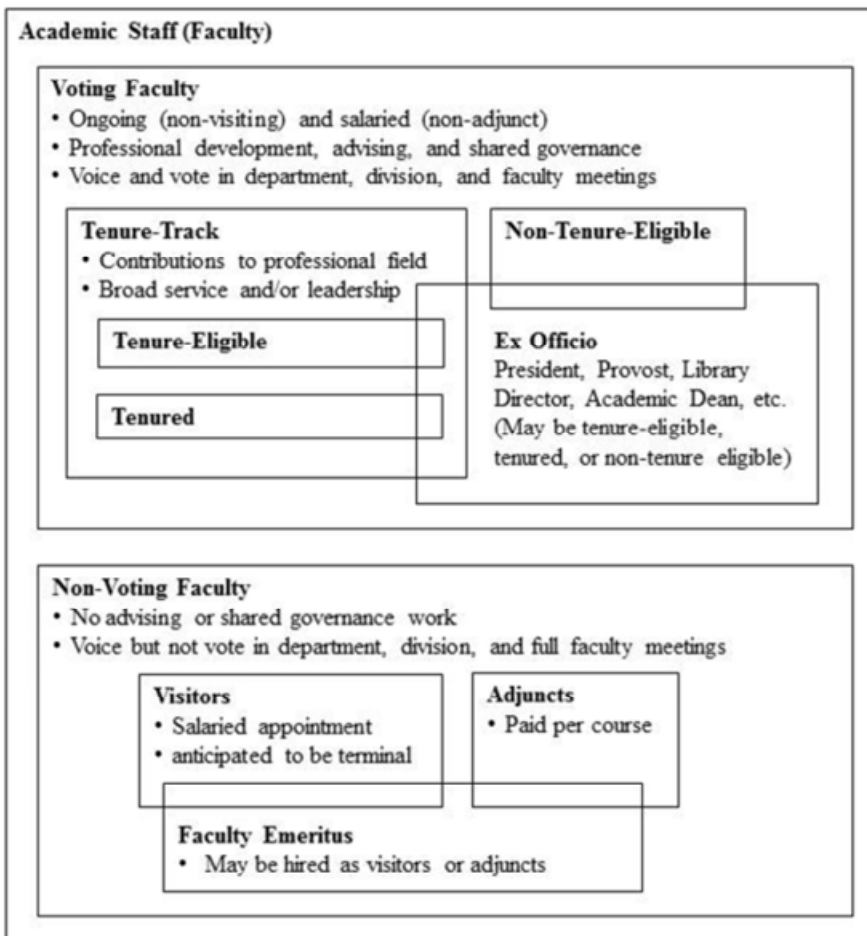 Academic Staff (Faculty)
Voting Faculty
• Ongoing (non-visiting) and salaried (non-adjunct)
• Professional development, advising, and shared governance
• Voice and vote in department, division, and faculty meetings
Tenure-Track
• Contributions to professional field
• Broad service and/or leadership
Tenure-Eligible
Tenured
Non-Tenure-Eligible
Ex Officio
President, Provost, Library
Director, Academic Dean, etc.
(May be tenure-eligible,
tenured, or non-tenure eligible)
Non-Voting Faculty
• No advising or shared governance work
• Voice but not vote in department, division, and full faculty meetings
Visitors
• Salaried appointment
• anticipated to be terminal
Adjuncts
• Paid per course
Faculty Emeritus
• May be hired as visitors or adjuncts